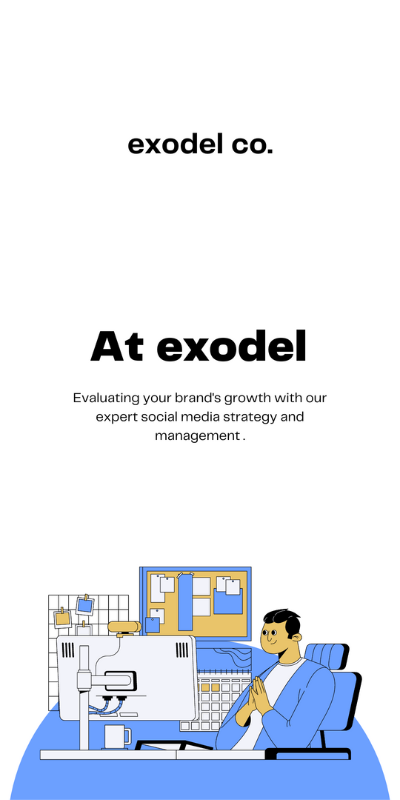 exodel co.
At exodel
Evaluating your brand's growth with our
expert social media strategy and
management .